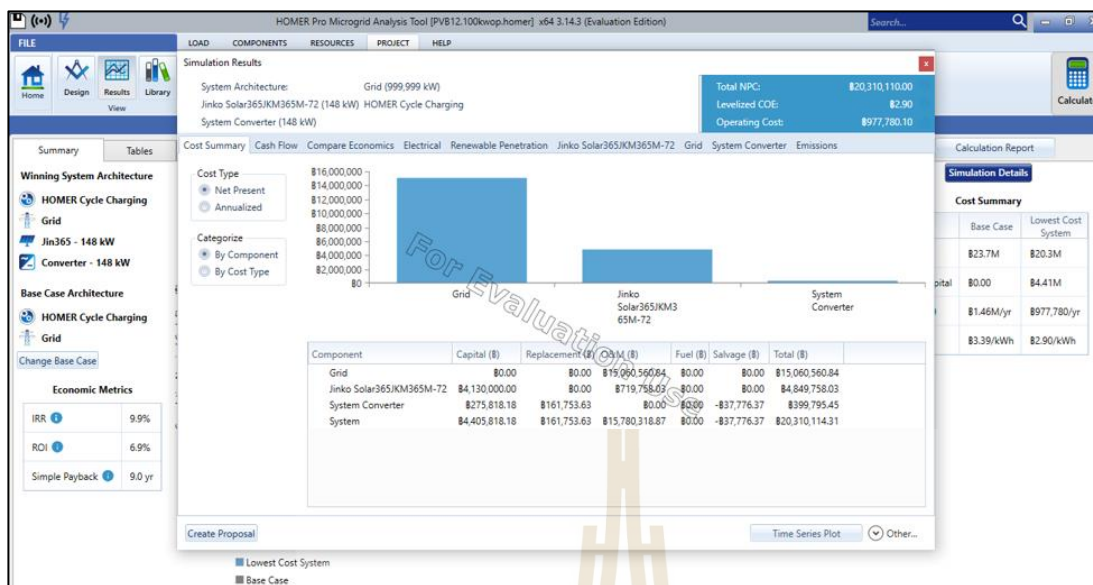 HOMER Pro Microgrid Analysis Tool [PVB12.100kwop.homer] x64 3.14.3 (Evaluation Edition)
Search...
FILE
LOAD COMPONENTS RESOURCES PROJECT HELP
Home
Design
Results
Library
View
Calculate
Simulation Results
System Architecture: Grid (999,999 kW)
Jinko Solar365JKM365M-72 (148 kW) HOMER Cycle Charging
System Converter (148 kW)
Total NPC: ฿20,310,110.00
Levelized COE: ฿2.90
Operating Cost: ฿977,780.10
Summary Tables
Winning System Architecture
HOMER Cycle Charging
Grid
Jin365 - 148 kW
Converter - 148 kW
Base Case Architecture
HOMER Cycle Charging
Grid
Change Base Case
Economic Metrics
IRR 9.9%
ROI 6.9%
Simple Payback 9.0 yr
Cost Summary Cash Flow Compare Economics Electrical Renewable Penetration Jinko Solar365JKM365M-72 Grid System Converter Emissions
Cost Type
Net Present
Annualized
Categorize
By Component
By Cost Type
฿16,000,000
฿14,000,000
฿12,000,000
฿10,000,000
฿8,000,000
฿6,000,000
฿4,000,000
฿2,000,000
฿0
Grid
Jinko
Solar365JKM3
65M-72
System
Converter
For Evaluation Use
Component Capital (฿) Replacement (฿) O&M (฿) Fuel (฿) Salvage (฿) Total (฿)
Grid ฿0.00 ฿0.00 ฿15,060,560.84 ฿0.00 ฿0.00 ฿15,060,560.84
Jinko Solar365JKM365M-72 ฿4,130,000.00 ฿0.00 ฿719,758.03 ฿0.00 ฿0.00 ฿4,849,758.03
System Converter ฿275,818.18 ฿161,753.63 ฿0.00 ฿0.00 -฿37,776.37 ฿399,795.45
System ฿4,405,818.18 ฿161,753.63 ฿15,780,318.87 ฿0.00 -฿37,776.37 ฿20,310,114.31
Create Proposal
Time Series Plot
Other...
Calculation Report
Simulation Details
Cost Summary
Base Case
Lowest Cost
System
฿23.7M ฿20.3M
pital ฿0.00 ฿4.41M
฿1.46M/yr ฿977,780/yr
฿3.39/kWh ฿2.90/kWh
Lowest Cost System
Base Case